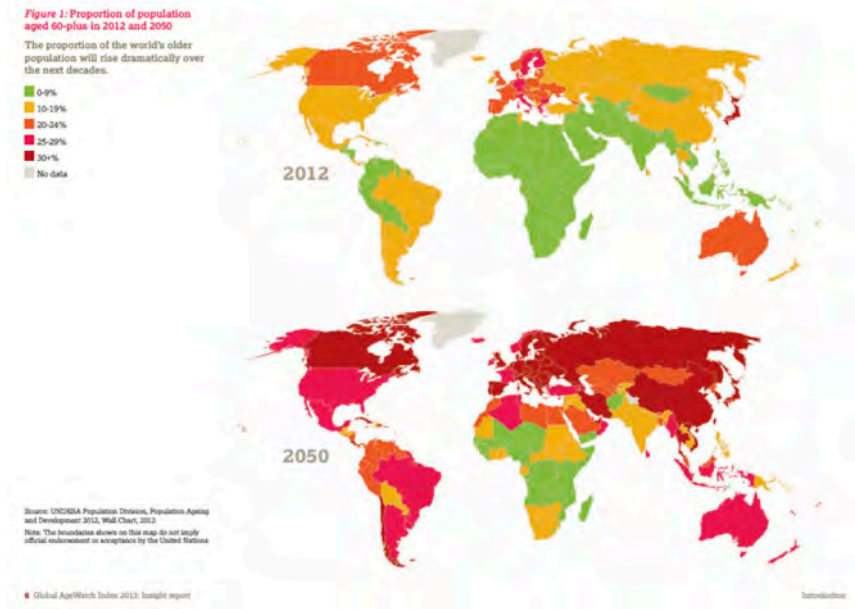 Figure 1: Proportion of population
aged 60-plus in 2012 and 2050
The proportion of the world's older
population will rise dramatically over
the next decades.
0-9%
10-19%
20-24%
25-29%
30+%
No data
2012
2050
Source: UNDESA Population Division, Population Ageing
and Development 2012, Wall Chart, 2012
Note: The boundaries shown on this map do not imply
official endorsement or acceptance by the United Nations
6 Global AgeWatch Index 2013: Insight report
Introduction